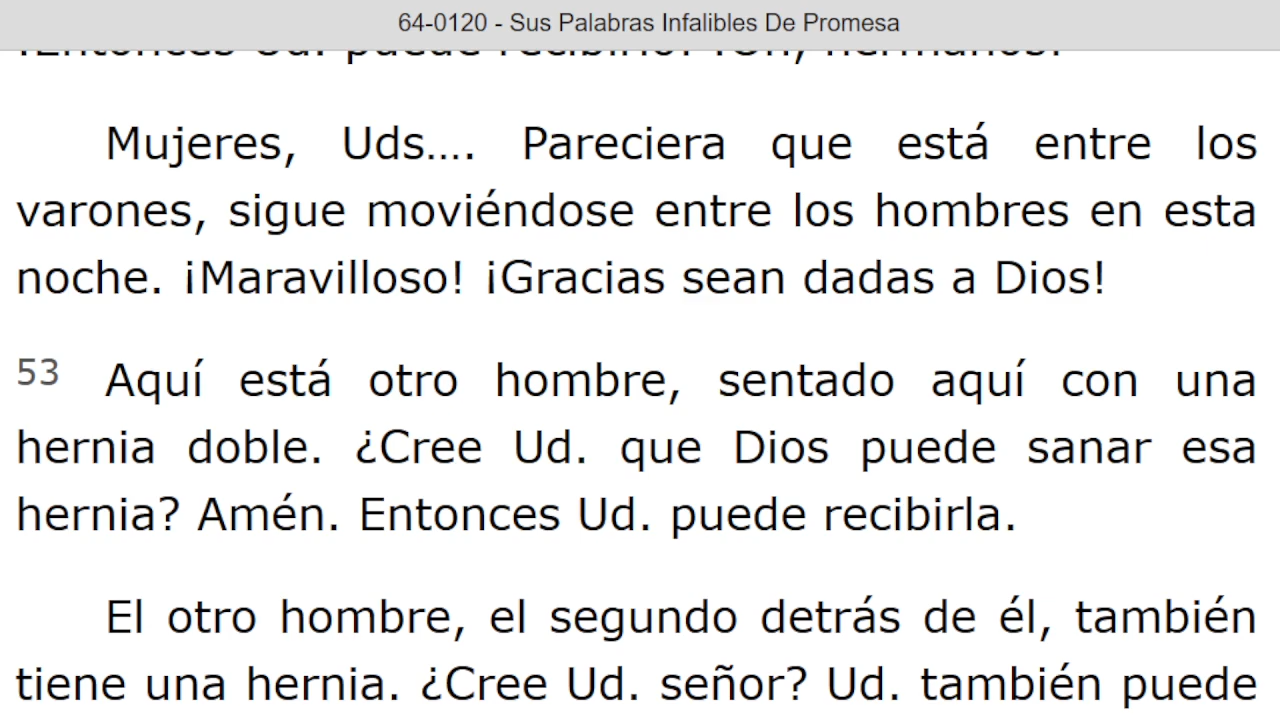 64-0120 - Sus Palabras Infalibles De Promesa
Mujeres, Uds.... Pareciera que está entre los
varones, sigue moviéndose entre los hombres en esta
noche. ¡Maravilloso! ¡Gracias sean dadas a Dios!
53 Aquí está otro hombre, sentado aquí con una
hernia doble. ¿Cree Ud. que Dios puede sanar esa
hernia? Amén. Entonces Ud. puede recibirla.
El otro hombre, el segundo detrás de él, también
tiene una hernia. ¿Cree Ud. señor? Ud. también puede